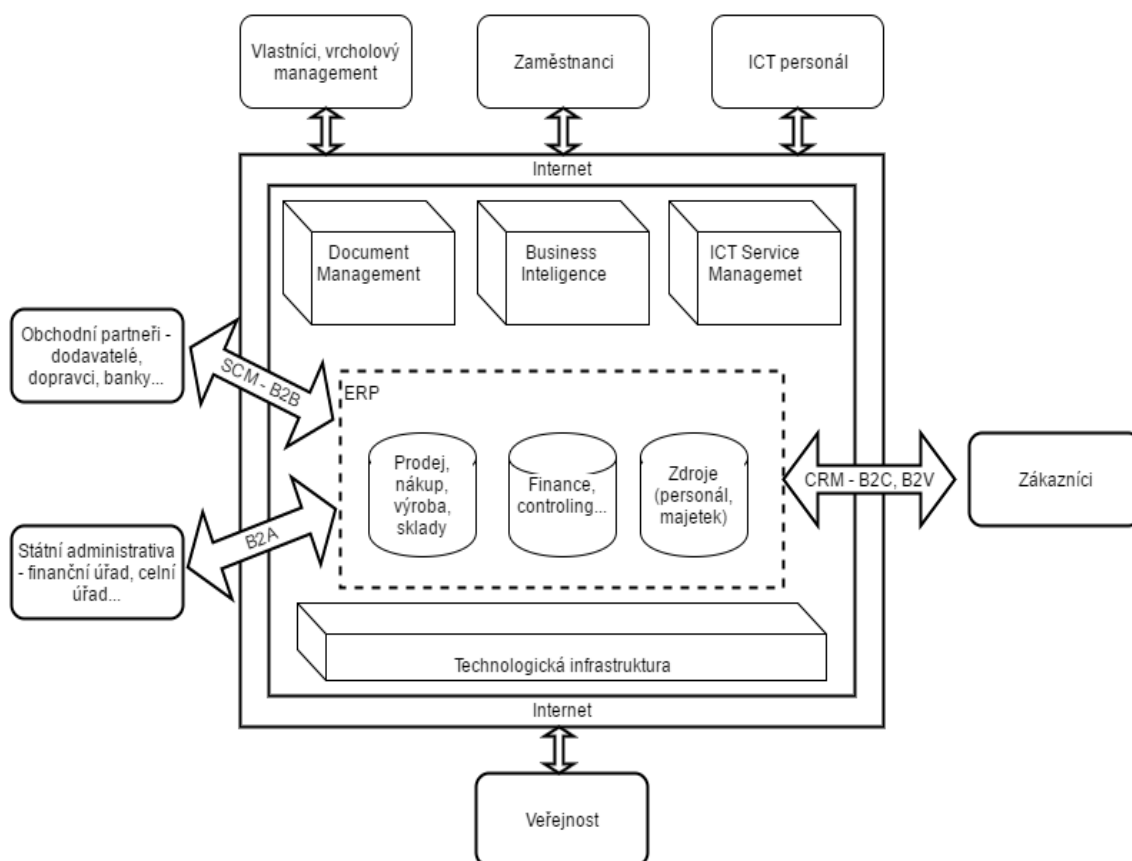 Vlastníci, vrcholový
management
Zaměstnanci
ICT personál
Internet
Document
Management
Business
Inteligence
ICT Service
Managemet
Obchodní partneři -
dodavatelé,
dopravci, banky...
SCM - B2B
ERP
Prodej,
nákup,
výroba,
sklady
Finance,
controling...
Zdroje
(personál,
majetek)
CRM - B2C, B2V
Zákazníci
Státní administrativa
- finanční úřad, celní
úřad...
B2A
Technologická infrastruktura
Internet
Veřejnost